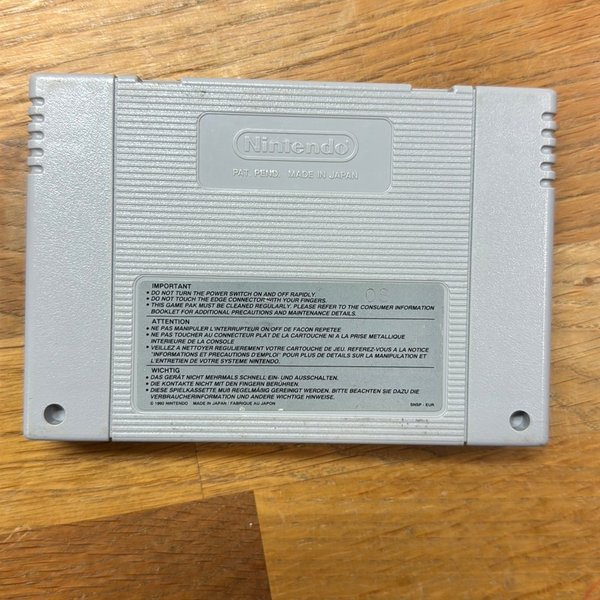 Nintendo
PAT. PEND. MADE IN JAPAN
IMPORTANT
• DO NOT TURN THE POWER SWITCH ON AND OFF RAPIDLY.
• DO NOT TOUCH THE EDGE CONNECTOR WITH YOUR FINGERS.
• THIS GAME PAK MUST BE CLEANED REGULARLY. PLEASE REFER TO THE CONSUMER INFORMATION
BOOKLET FOR ADDITIONAL PRECAUTIONS AND MAINTENANCE DETAILS.
ATTENTION
• NE PAS MANIPULER L'INTERRUPTEUR ON/OFF DE FACON REPETEE
• NE PAS TOUCHER AU CONNECTEUR PLAT DE LA CARTOUCHE NI A LA PRISE METALLIQUE
INTERIEURE DE LA CONSOLE
• VEUILLEZ A NETTOYER REGULIEREMENT VOTRE CARTOUCHE DE JEU. REFEREZ-VOUS A LA NOTICE
"INFORMATIONS ET PRECAUTIONS D'EMPLOI" POUR PLUS DE DETAILS SUR LA MANIPULATION ET
L'ENTRETIEN DE VOTRE SYSTEME NINTENDO.
WICHTIG
• DAS GERÄT NICHT MEHRMALS SCHNELL EIN- UND AUSSCHALTEN.
• DIE KONTAKTE NICHT MIT DEN FINGERN BERÜHREN.
• DIESE SPIELKASSETTE MUß REGELMÄßIG GEREINIGT WERDEN. BITTE BEACHTEN SIE DAZU DIE
VERBRAUCHERINFORMATION UND ANDERE WICHTIGE HINWEISE.
© 1992 NINTENDO MADE IN JAPAN / FABRIQUE AU JAPON SNSP - EUR